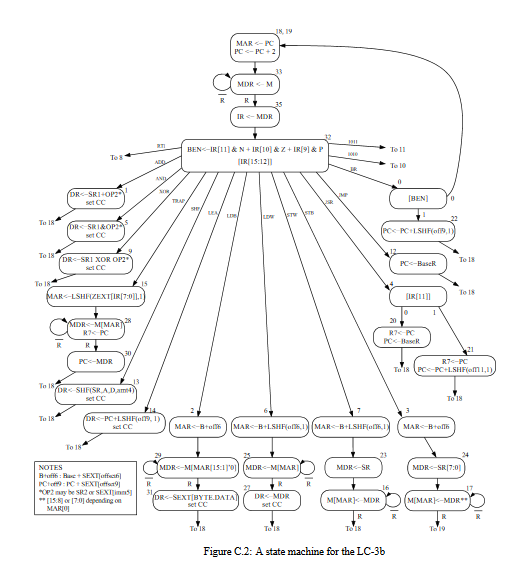 18, 19
MAR <– PC
PC <– PC + 2
33
MDR <– M
R
R
35
IR <– MDR
32
BEN<–IR[11] & N + IR[10] & Z + IR[9] & P
[IR[15:12]]
1011
To 11
1010
To 10
RTI
To 8
ADD
AND
XOR
TRAP
SHF
LEA
LDB
LDW
STW
STB
JSR
JMP
BR
1
DR<–SR1+OP2*
set CC
To 18
5
DR<–SR1&OP2*
set CC
To 18
9
DR<–SR1 XOR OP2*
set CC
To 18
15
MAR<–LSHF(ZEXT[IR[7:0]],1)
28
MDR<–M[MAR]
R7<–PC
R
R
30
PC<–MDR
To 18
13
DR<–SHF(SR,A,D,amt4)
set CC
To 18
14
DR<–PC+LSHF(off9, 1)
set CC
To 18
0
[BEN]
0
1
22
PC<–PC+LSHF(off9,1)
To 18
12
PC<–BaseR
To 18
4
[IR[11]]
0
1
20
R7<–PC
PC<–BaseR
To 18
21
R7<–PC
PC<–PC+LSHF(off11,1)
To 18
2
MAR<–B+off6
6
MAR<–B+LSHF(off6,1)
7
MAR<–B+LSHF(off6,1)
3
MAR<–B+off6
29
MDR<–M[MAR[15:1]'0]
R
R
25
MDR<–M[MAR]
R
R
23
MDR<–SR
24
MDR<–SR[7:0]
31
DR<–SEXT[BYTE.DATA]
set CC
To 18
27
DR<–MDR
set CC
To 18
16
M[MAR]<–MDR
R
R
To 18
17
M[MAR]<–MDR**
R
R
To 19
NOTES
B+off6 : Base + SEXT[offset6]
PC+off9 : PC + SEXT[offset9]
*OP2 may be SR2 or SEXT[imm5]
** [15:8] or [7:0] depending on
MAR[0]
Figure C.2: A state machine for the LC-3b